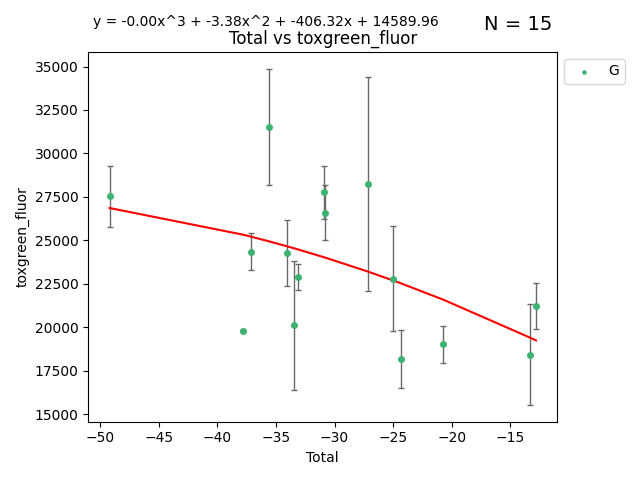 y = -0.00x^3 + -3.38x^2 + -406.32x + 14589.96
N = 15
Total vs toxgreen_fluor
G
35000
32500
30000
27500
25000
22500
20000
17500
15000
toxgreen_fluor
−50
−45
−40
−35
−30
−25
−20
−15
Total